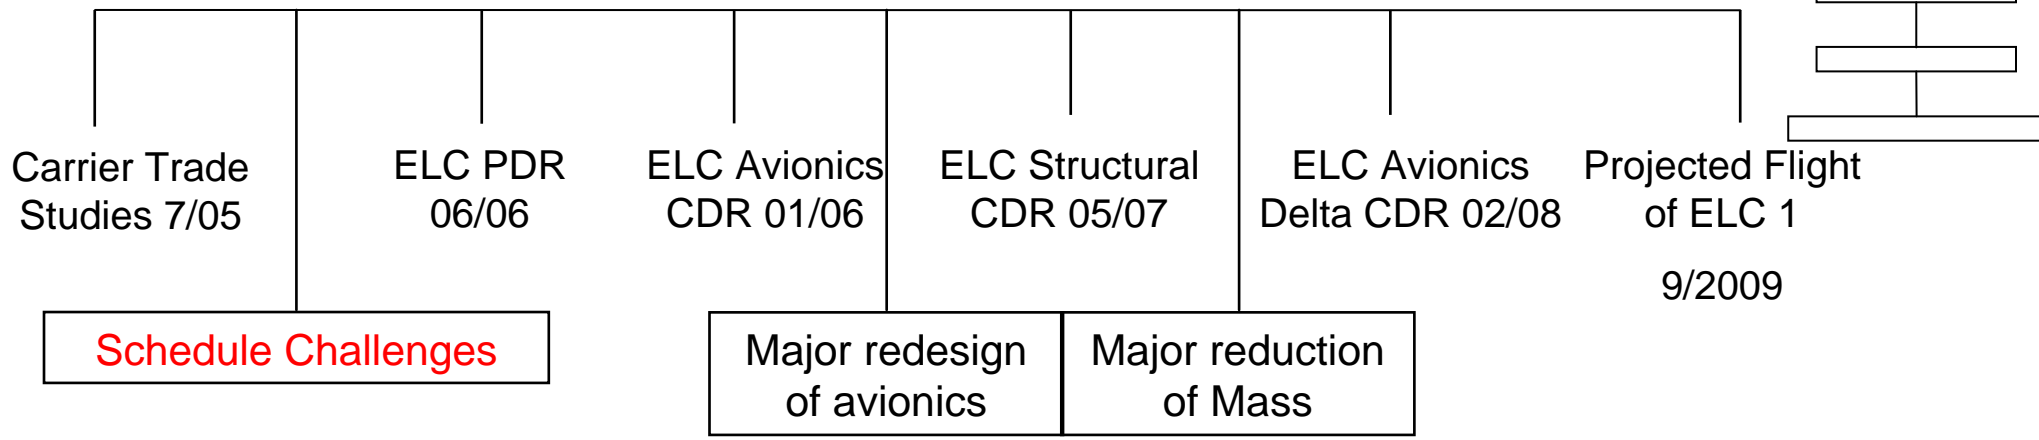 Carrier Trade
Studies 7/05
ELC PDR
06/06
ELC Avionics
CDR 01/06
ELC Structural
CDR 05/07
ELC Avionics
Delta CDR 02/08
Projected Flight
of ELC 1
9/2009
Schedule Challenges
Major redesign
of avionics
Major reduction
of Mass